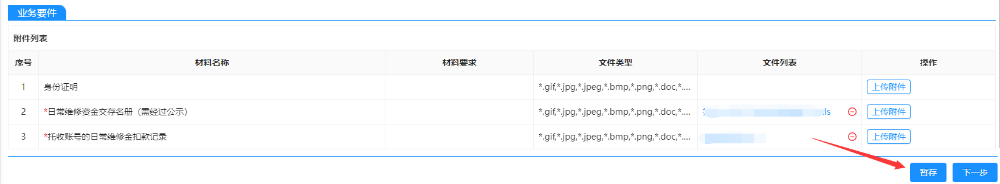 业务要件
附件列表
序号 材料名称 材料要求 文件类型 文件列表 操作
1 身份证明 *.gif,*.jpg,*.jpeg,*.bmp,*.png,*.doc,*.... 上传附件
2 *日常维修资金交存名册（需经过公示） *.gif,*.jpg,*.jpeg,*.bmp,*.png,*.doc,*.... ls 上传附件
3 *托收账号的日常维修金扣款记录 *.gif,*.jpg,*.jpeg,*.bmp,*.png,*.doc,*.... 上传附件
暂存 下一步